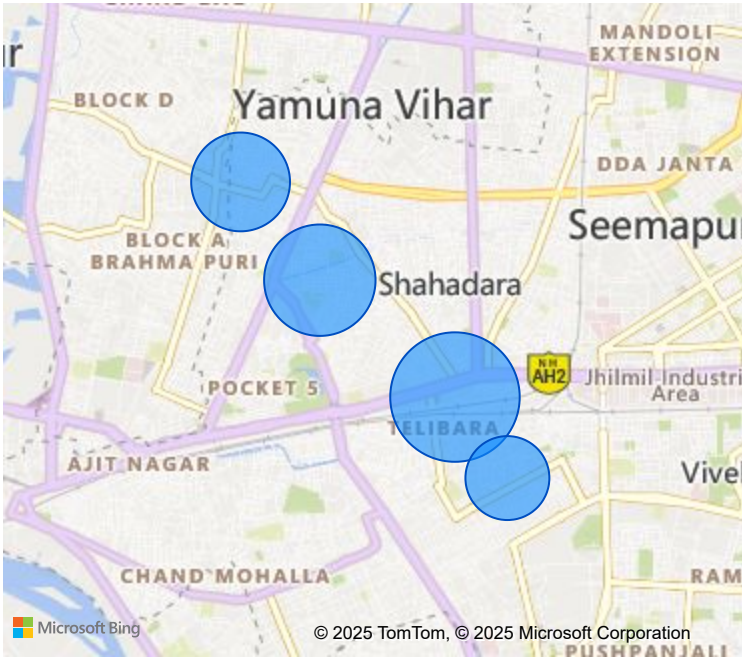 MANDOLI
EXTENSION
BLOCK D
Yamuna Vihar
DDA JANTA
Seemapu
BLOCK A
BRAHMA PURI
Shahadara
NH
AH2
Jhilmil Industri
Area
POCKET 5
TELIBARA
AJIT NAGAR
Vive
CHAND MOHALLA
RAM
Microsoft Bing
© 2025 TomTom, © 2025 Microsoft Corporation
PUSHPANJALI